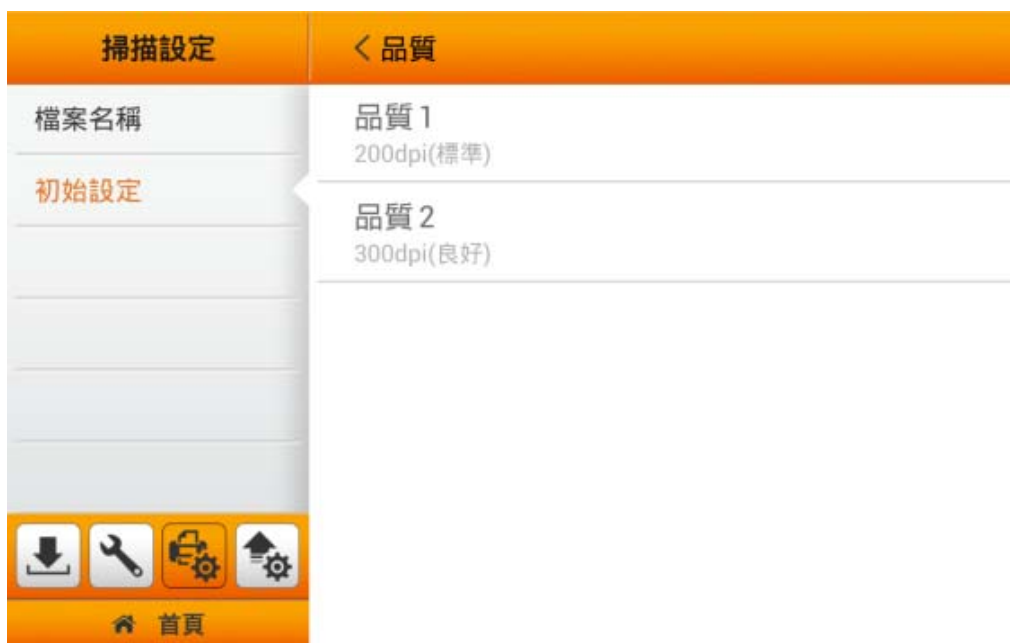 掃描設定
檔案名稱
初始設定
首頁
< 品質
品質 1
200dpi(標準)
品質 2
300dpi(良好)